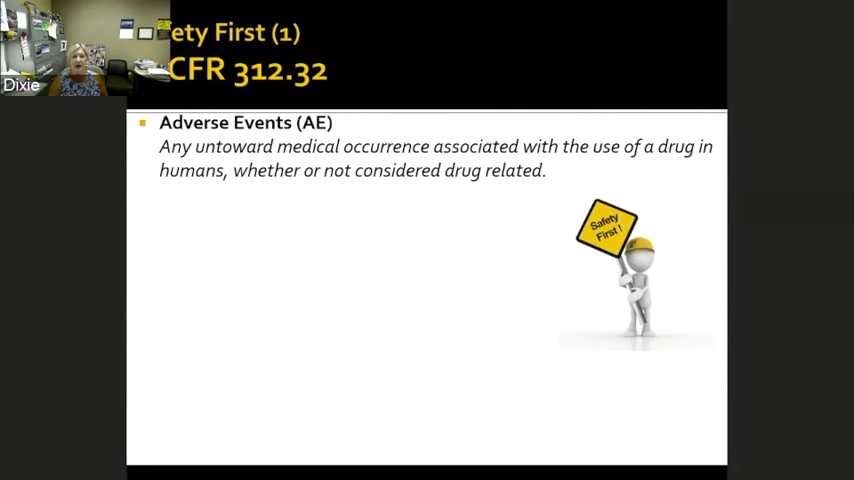 ety First (1)
CFR 312.32
Dixie
Adverse Events (AE)
Any untoward medical occurrence associated with the use of a drug in
humans, whether or not considered drug related.
Safety
First !